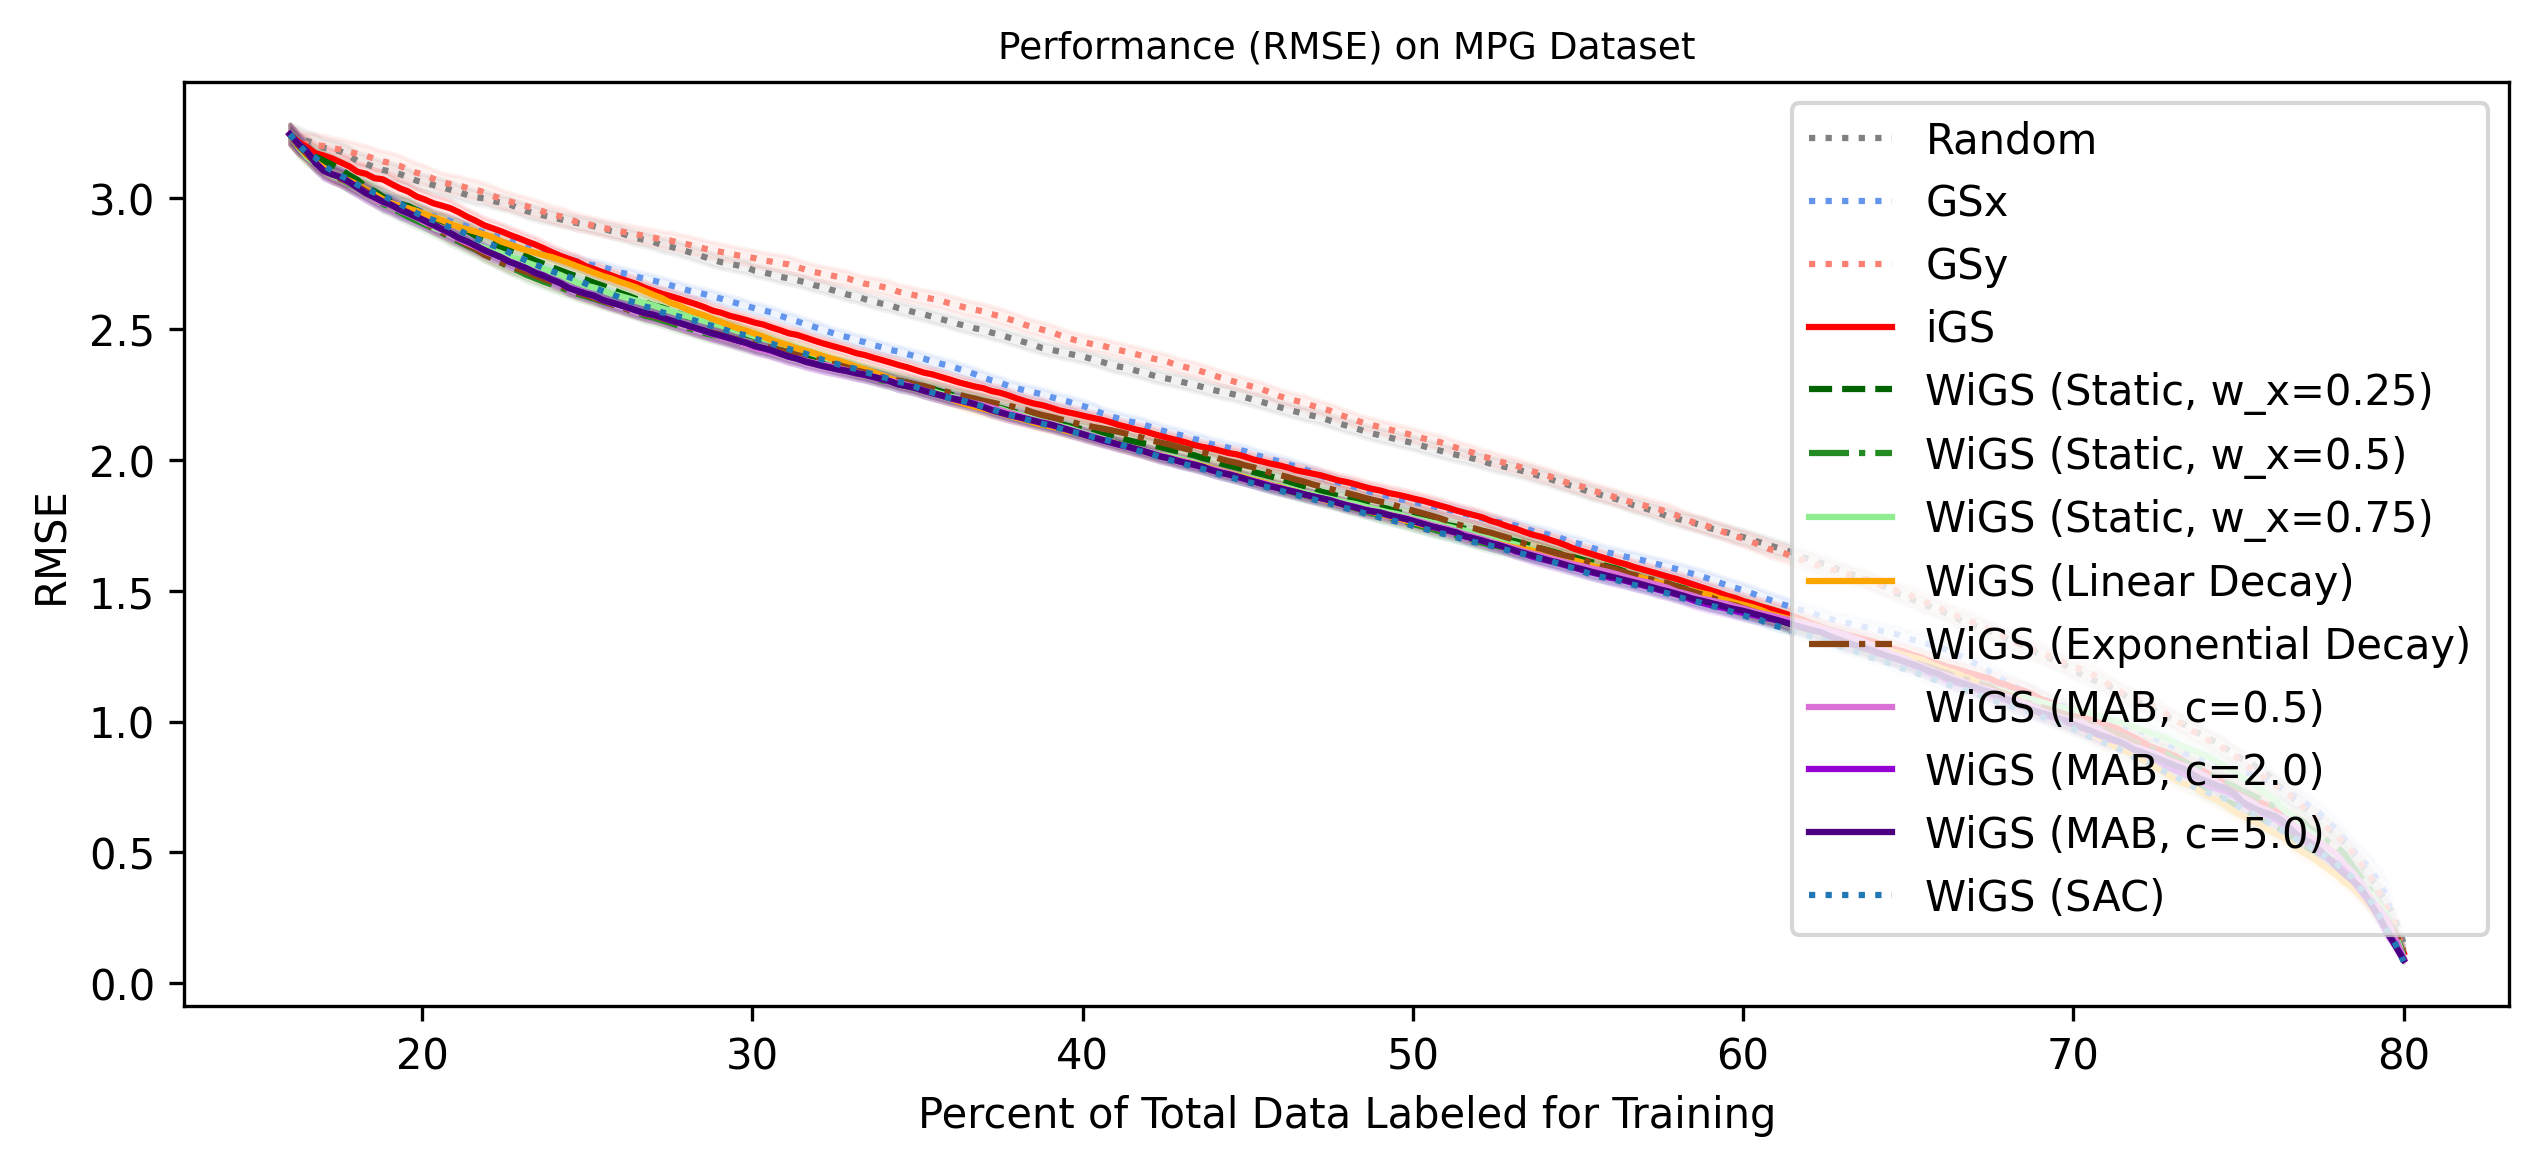 Performance (RMSE) on MPG Dataset
RMSE
3.0
2.5
2.0
1.5
1.0
0.5
0.0
20 30 40 50 60 70 80
Percent of Total Data Labeled for Training
Random
GSx
GSy
iGS
WiGS (Static, w_x=0.25)
WiGS (Static, w_x=0.5)
WiGS (Static, w_x=0.75)
WiGS (Linear Decay)
WiGS (Exponential Decay)
WiGS (MAB, c=0.5)
WiGS (MAB, c=2.0)
WiGS (MAB, c=5.0)
WiGS (SAC)